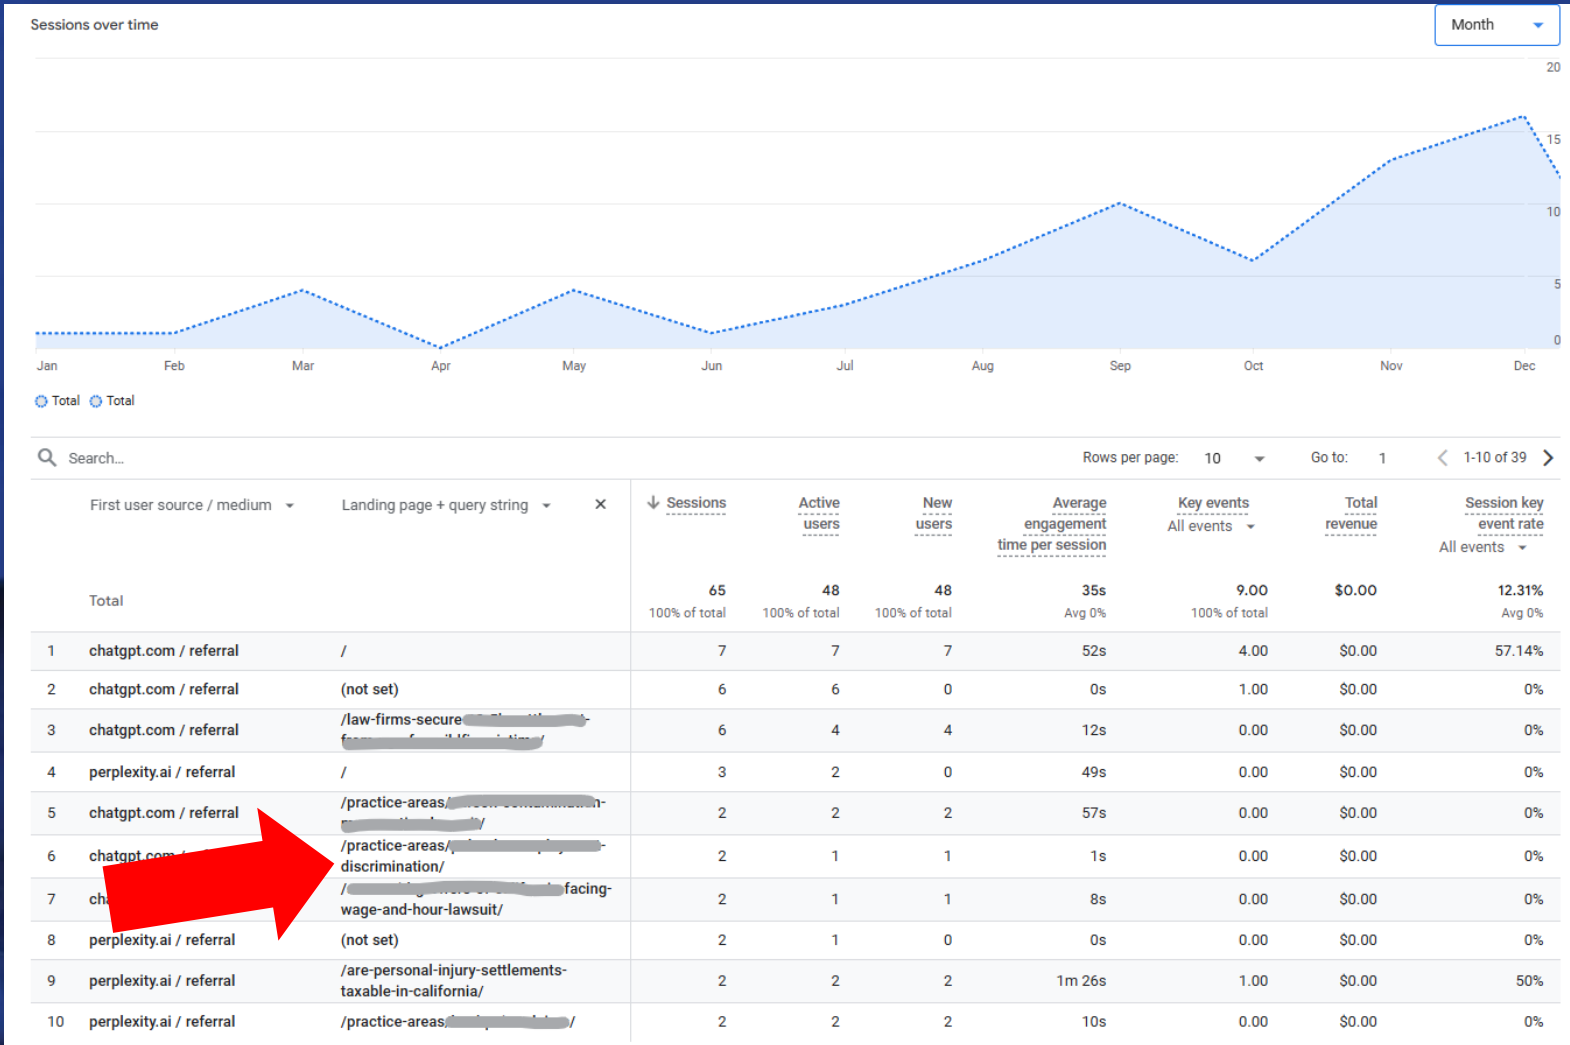 Sessions over time
Month
20
15
10
5
0
Jan Feb Mar Apr May Jun Jul Aug Sep Oct Nov Dec
Total Total
Search...
Rows per page: 10 Go to: 1 1-10 of 39
First user source / medium Landing page + query string Sessions Active users New users Average engagement time per session Key events All events Total revenue Session key event rate All events
Total 65 48 48 35s 9.00 $0.00 12.31%
100% of total 100% of total 100% of total Avg 0% 100% of total Avg 0%
1 chatgpt.com / referral / 7 7 7 52s 4.00 $0.00 57.14%
2 chatgpt.com / referral (not set) 6 6 0 0s 1.00 $0.00 0%
3 chatgpt.com / referral /law-firms-secure 6 4 4 12s 0.00 $0.00 0%
4 perplexity.ai / referral / 3 2 0 49s 0.00 $0.00 0%
5 chatgpt.com / referral /practice-areas/ 2 2 2 57s 0.00 $0.00 0%
6 chatgpt.com /practice-areas/ 2 1 1 1s 0.00 $0.00 0%
discrimination/
7 facing- 2 1 1 8s 0.00 $0.00 0%
wage-and-hour-lawsuit/
8 perplexity.ai / referral (not set) 2 1 0 0s 0.00 $0.00 0%
9 perplexity.ai / referral /are-personal-injury-settlements- 2 2 2 1m 26s 1.00 $0.00 50%
taxable-in-california/
10 perplexity.ai / referral /practice-areas/ 2 2 2 10s 0.00 $0.00 0%